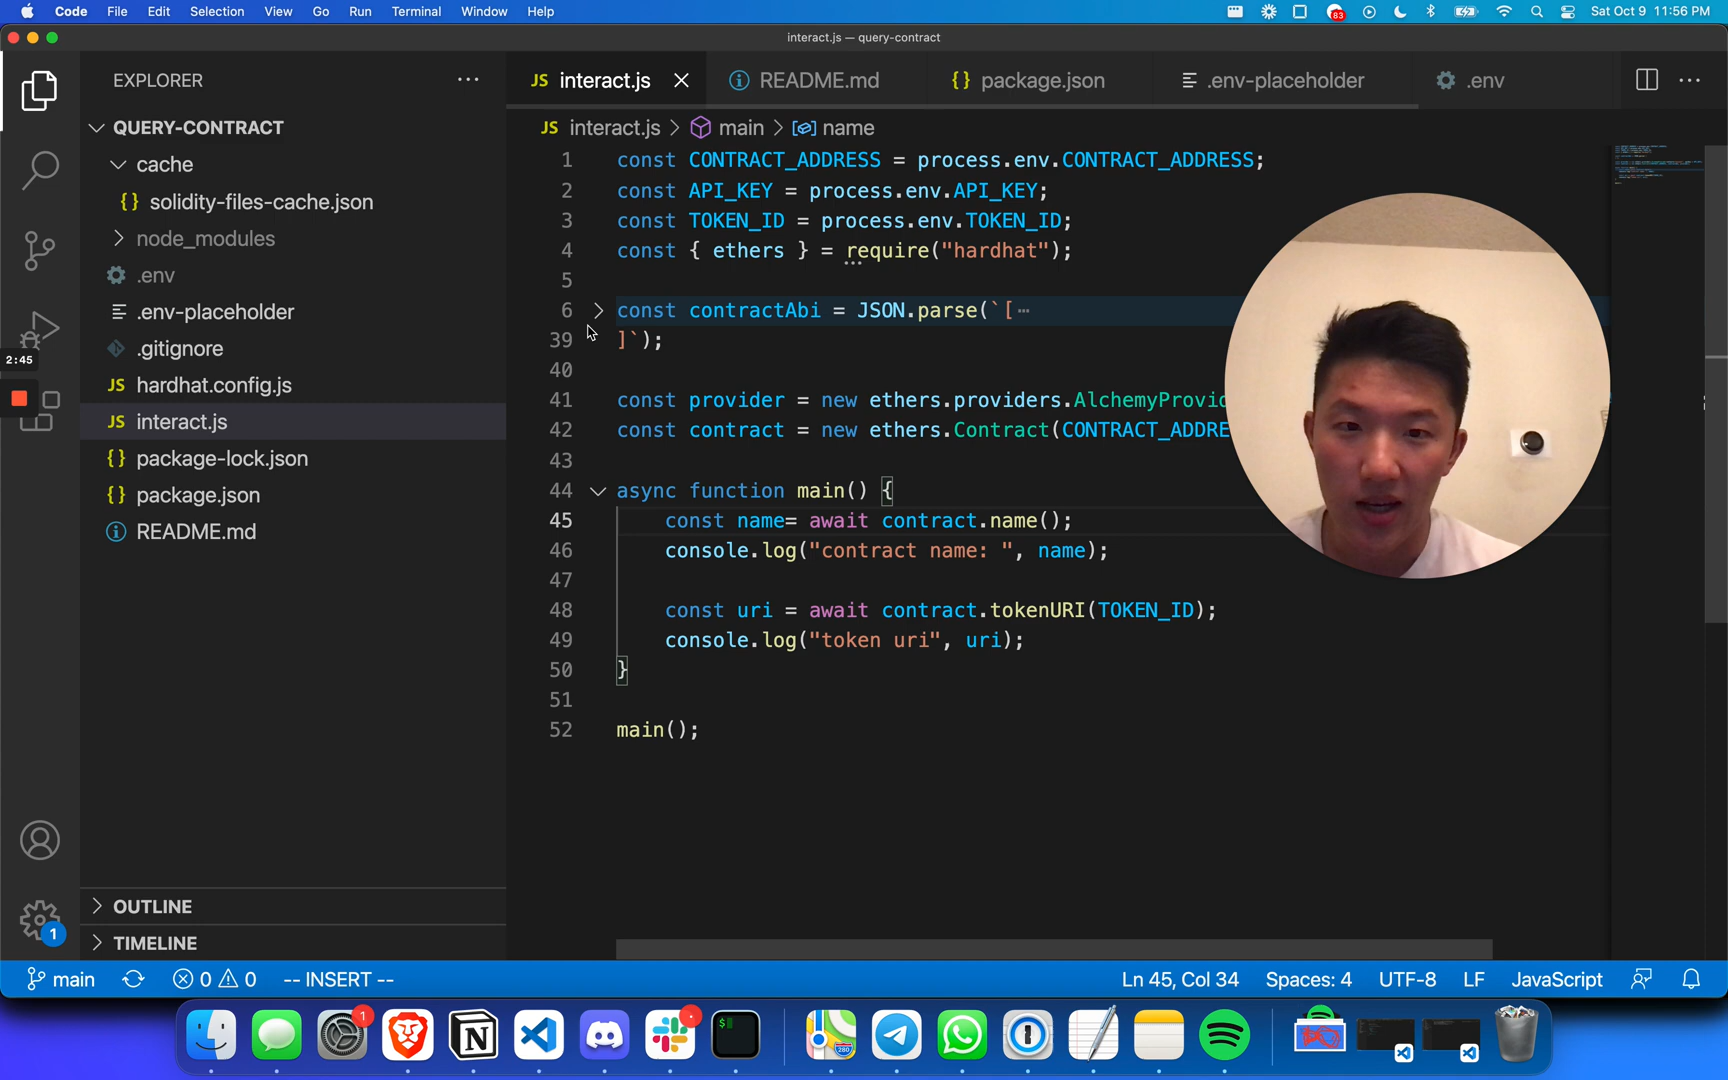 Code File Edit Selection View Go Run Terminal Window Help 83 Sat Oct 9 11:56 PM
interact.js — query-contract
EXPLORER ···
JS interact.js README.md {} package.json .env-placeholder .env ···
QUERY-CONTRACT
JS interact.js > main > name
cache
{} solidity-files-cache.json
node_modules
.env
.env-placeholder
.gitignore
JS hardhat.config.js
JS interact.js
{} package-lock.json
{} package.json
README.md
2:45
1 const CONTRACT_ADDRESS = process.env.CONTRACT_ADDRESS;
2 const API_KEY = process.env.API_KEY;
3 const TOKEN_ID = process.env.TOKEN_ID;
4 const { ethers } = require("hardhat");
5
6 const contractAbi = JSON.parse(`[ ···
39 ]`);
40
41 const provider = new ethers.providers.AlchemyProvid
42 const contract = new ethers.Contract(CONTRACT_ADDRE
43
44 async function main() {
45 const name= await contract.name();
46 console.log("contract name: ", name);
47
48 const uri = await contract.tokenURI(TOKEN_ID);
49 console.log("token uri", uri);
50 }
51
52 main();
OUTLINE
TIMELINE
1
main 0 0 -- INSERT -- Ln 45, Col 34 Spaces: 4 UTF-8 LF JavaScript
1
N
$
280